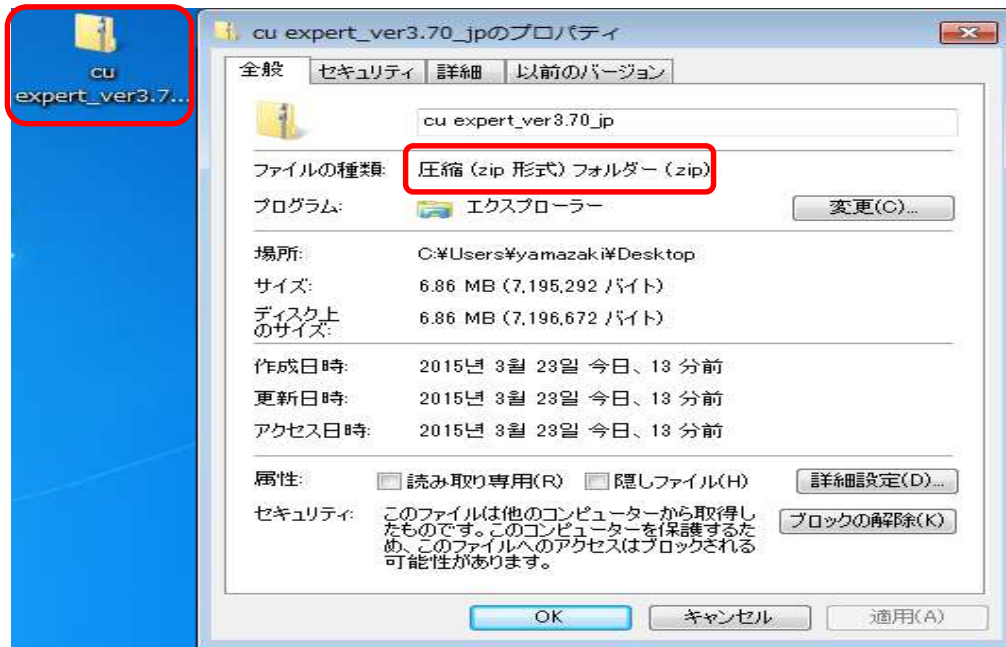 cu
expert_ver3.7...
cu expert_ver3.70_jpのプロパティ
全般 セキュリティ 詳細 以前のバージョン
cu expert_ver3.70_jp
ファイルの種類: 圧縮 (zip 形式) フォルダー (.zip)
プログラム: エクスプローラー 変更(C)...
場所: C:¥Users¥yamazaki¥Desktop
サイズ: 6.86 MB (7,195,292 バイト)
ディスク上
のサイズ: 6.86 MB (7,196,672 バイト)
作成日時: 2015년 3월 23일 今日、13 分前
更新日時: 2015년 3월 23일 今日、13 分前
アクセス日時: 2015년 3월 23일 今日、13 分前
属性: 読み取り専用(R) 隠しファイル(H) 詳細設定(D)...
セキュリティ: このファイルは他のコンピューターから取得し
たものです。このコンピューターを保護するた
め、このファイルへのアクセスはブロックされる
可能性があります。
ブロックの解除(K)
OK キャンセル 適用(A)